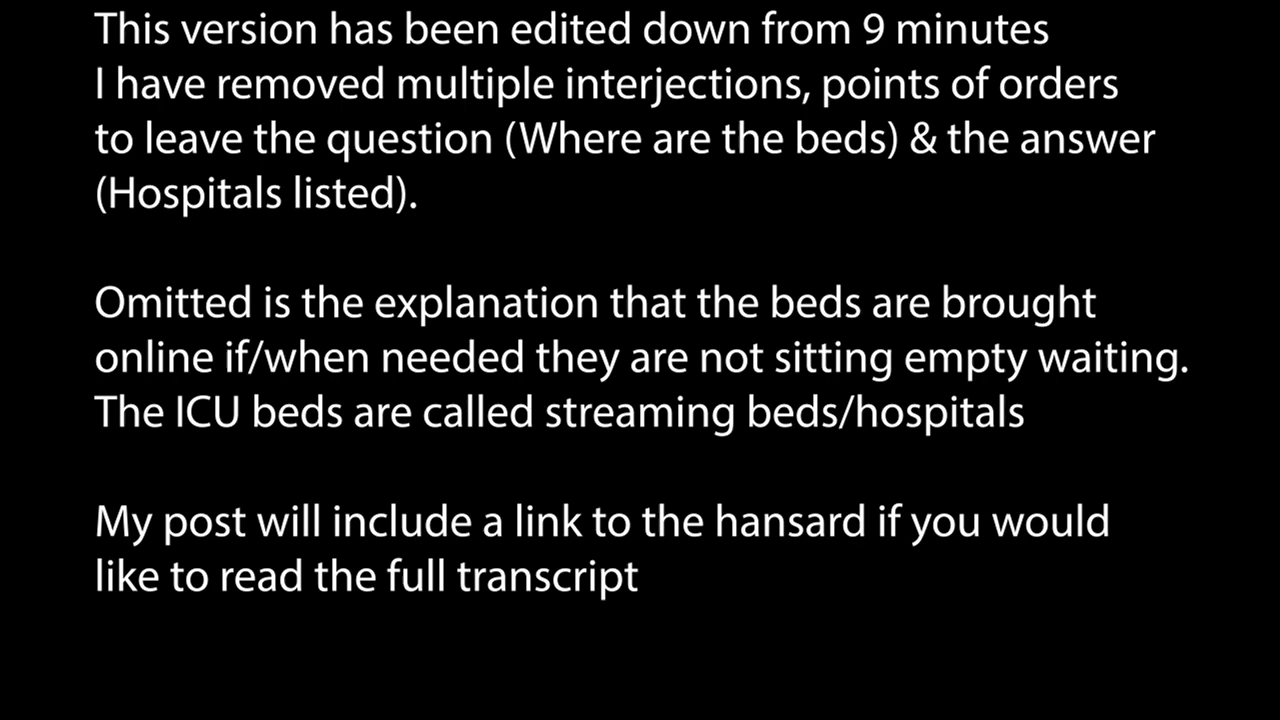 This version has been edited down from 9 minutes
I have removed multiple interjections, points of orders
to leave the question (Where are the beds) & the answer
(Hospitals listed).
Omitted is the explanation that the beds are brought
online if/when needed they are not sitting empty waiting.
The ICU beds are called streaming beds/hospitals
My post will include a link to the hansard if you would
like to read the full transcript